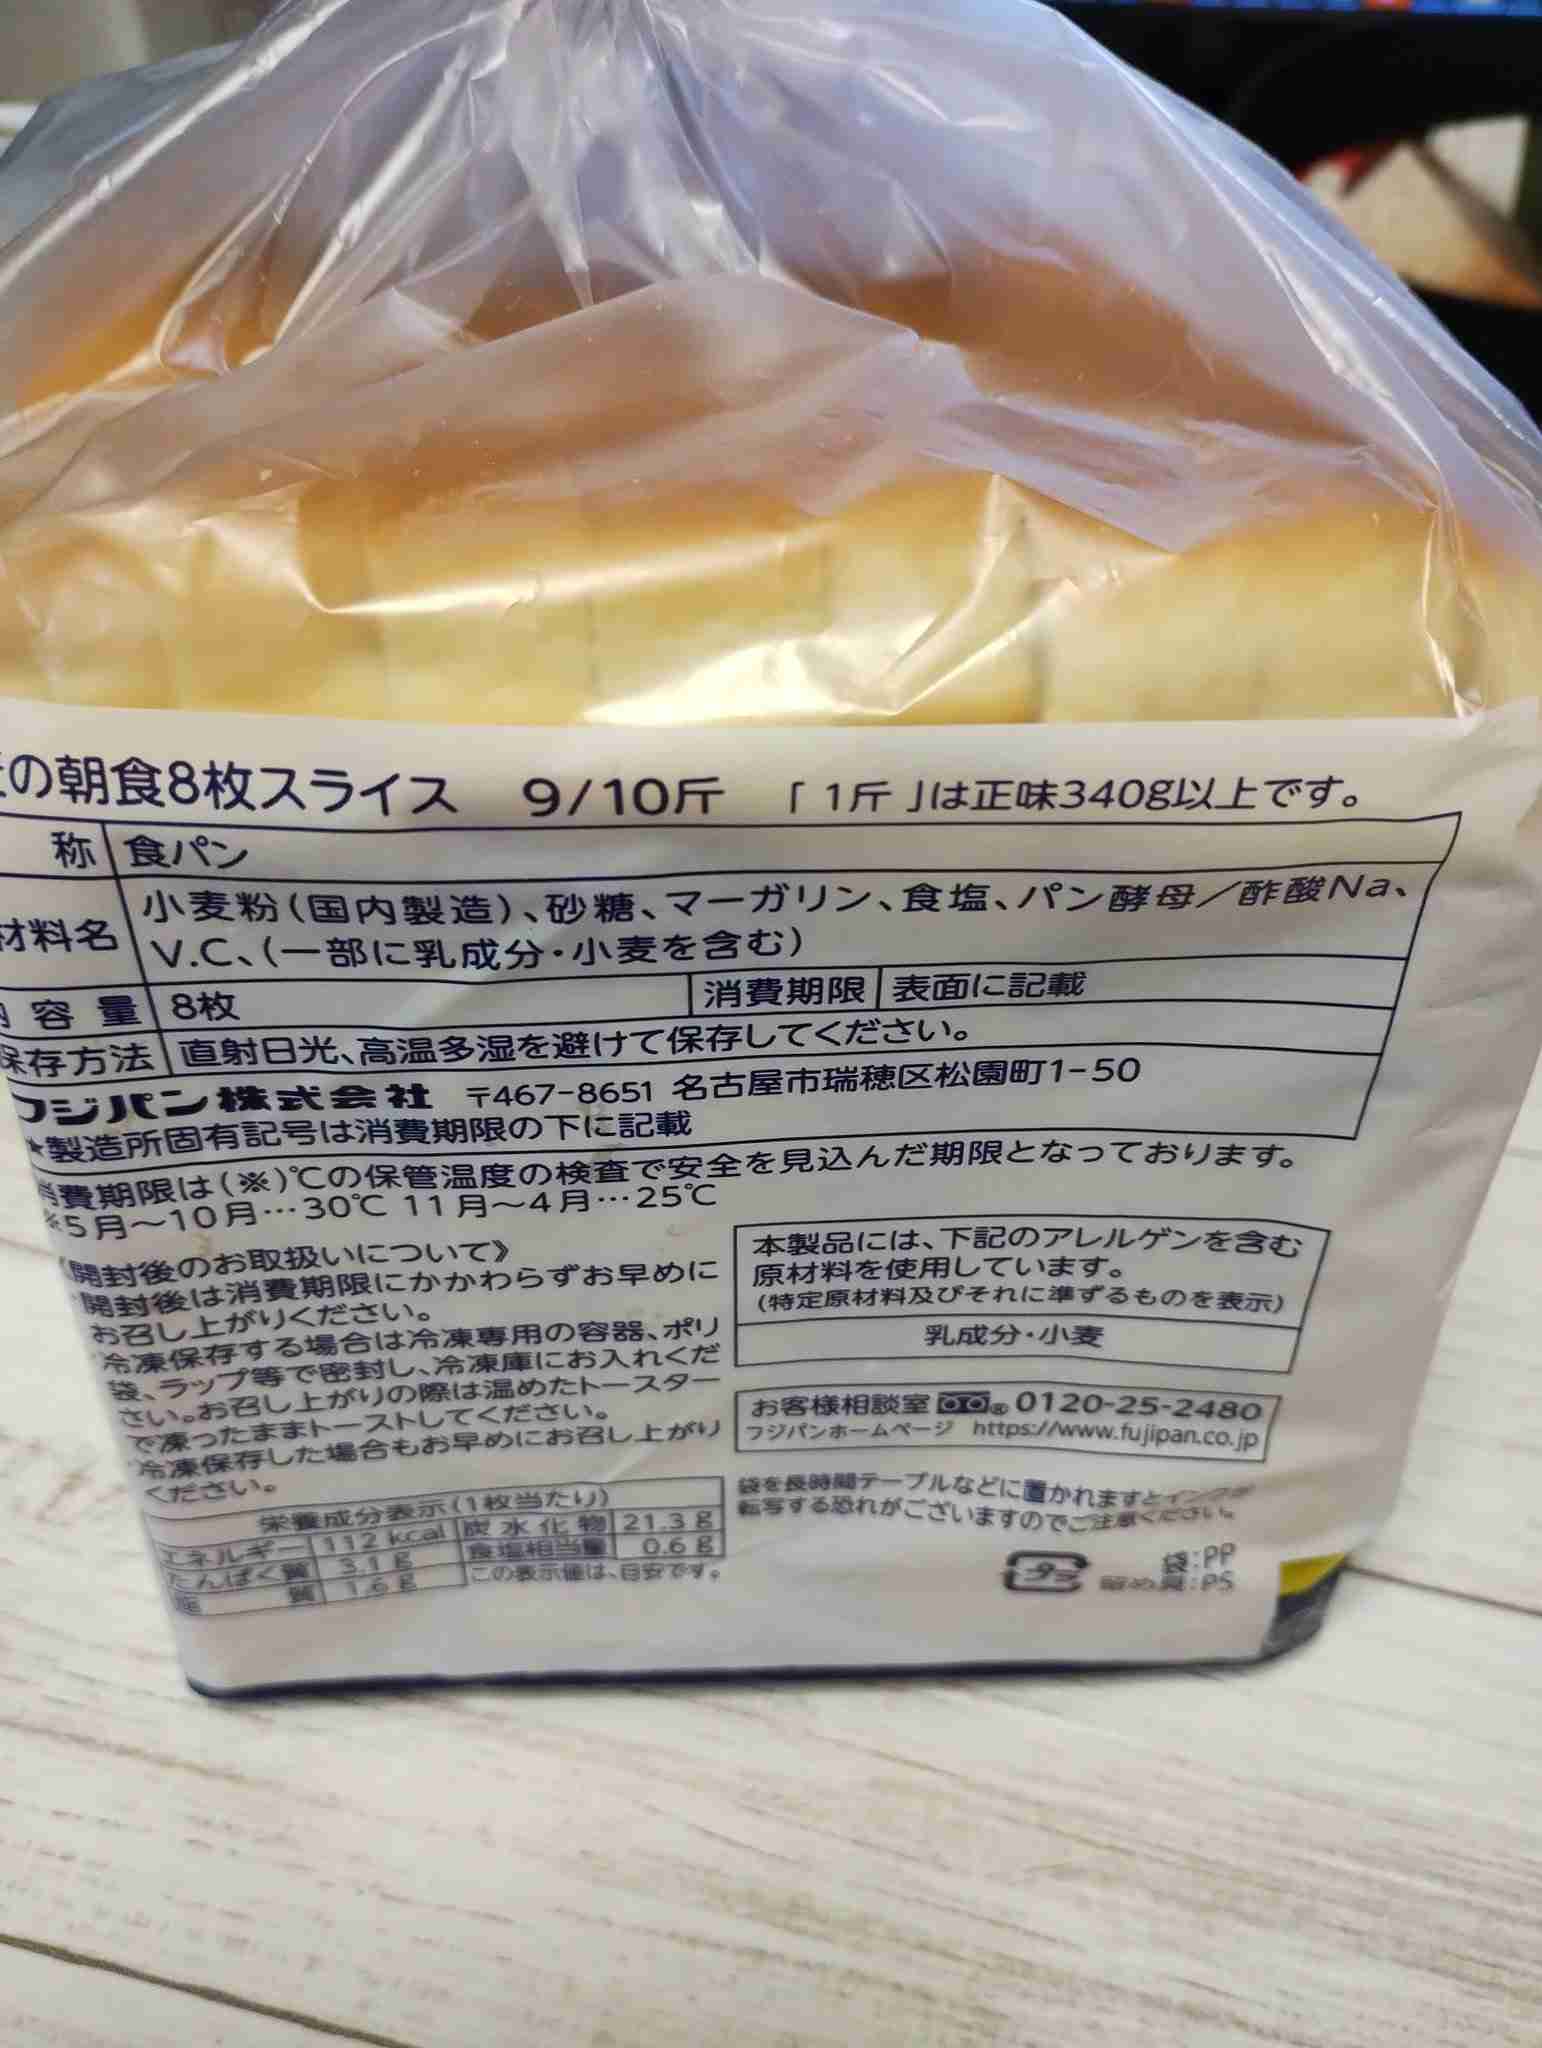 の朝食8枚スライス 9/10斤 「1斤」は正味340g以上です。
称 食パン
材料名 小麦粉(国内製造)、砂糖、マーガリン、食塩、パン酵母/酢酸Na、
V.C、(一部に乳成分・小麦を含む)
内容量 8枚 消費期限 表面に記載
保存方法 直射日光、高温多湿を避けて保存してください。
フジパン株式会社 〒467-8651 名古屋市瑞穂区松園町1-50
★製造所固有記号は消費期限の下に記載
消費期限は(※)℃の保管温度の検査で安全を見込んだ期限となっております。
※5月~10月…30℃ 11月~4月…25℃
《開封後のお取扱いについて》
開封後は消費期限にかかわらずお早めに
お召し上がりください。
冷凍保存する場合は冷凍専用の容器、ポリ
袋、ラップ等で密封し、冷凍庫にお入れくだ
さい。お召し上がりの際は温めたトースター
で凍ったままトーストしてください。
冷凍保存した場合もお早めにお召し上がり
ください。
栄養成分表示(1枚当たり)
エネルギー 112 kcal 炭水化物 21.3 g
たんぱく質 3.1 g 食塩相当量 0.6 g
脂質 1.6 g この表示値は、目安です。
本製品には、下記のアレルゲンを含む
原材料を使用しています。
(特定原材料及びそれに準ずるものを表示)
乳成分・小麦
お客様相談室 ® 0120-25-2480
フジパンホームページ https://www.fujipan.co.jp
袋を長時間テーブルなどに置かれますとインクが
転写する恐れがございますのでご注意ください。
プラ 袋:PP
留め具:PS